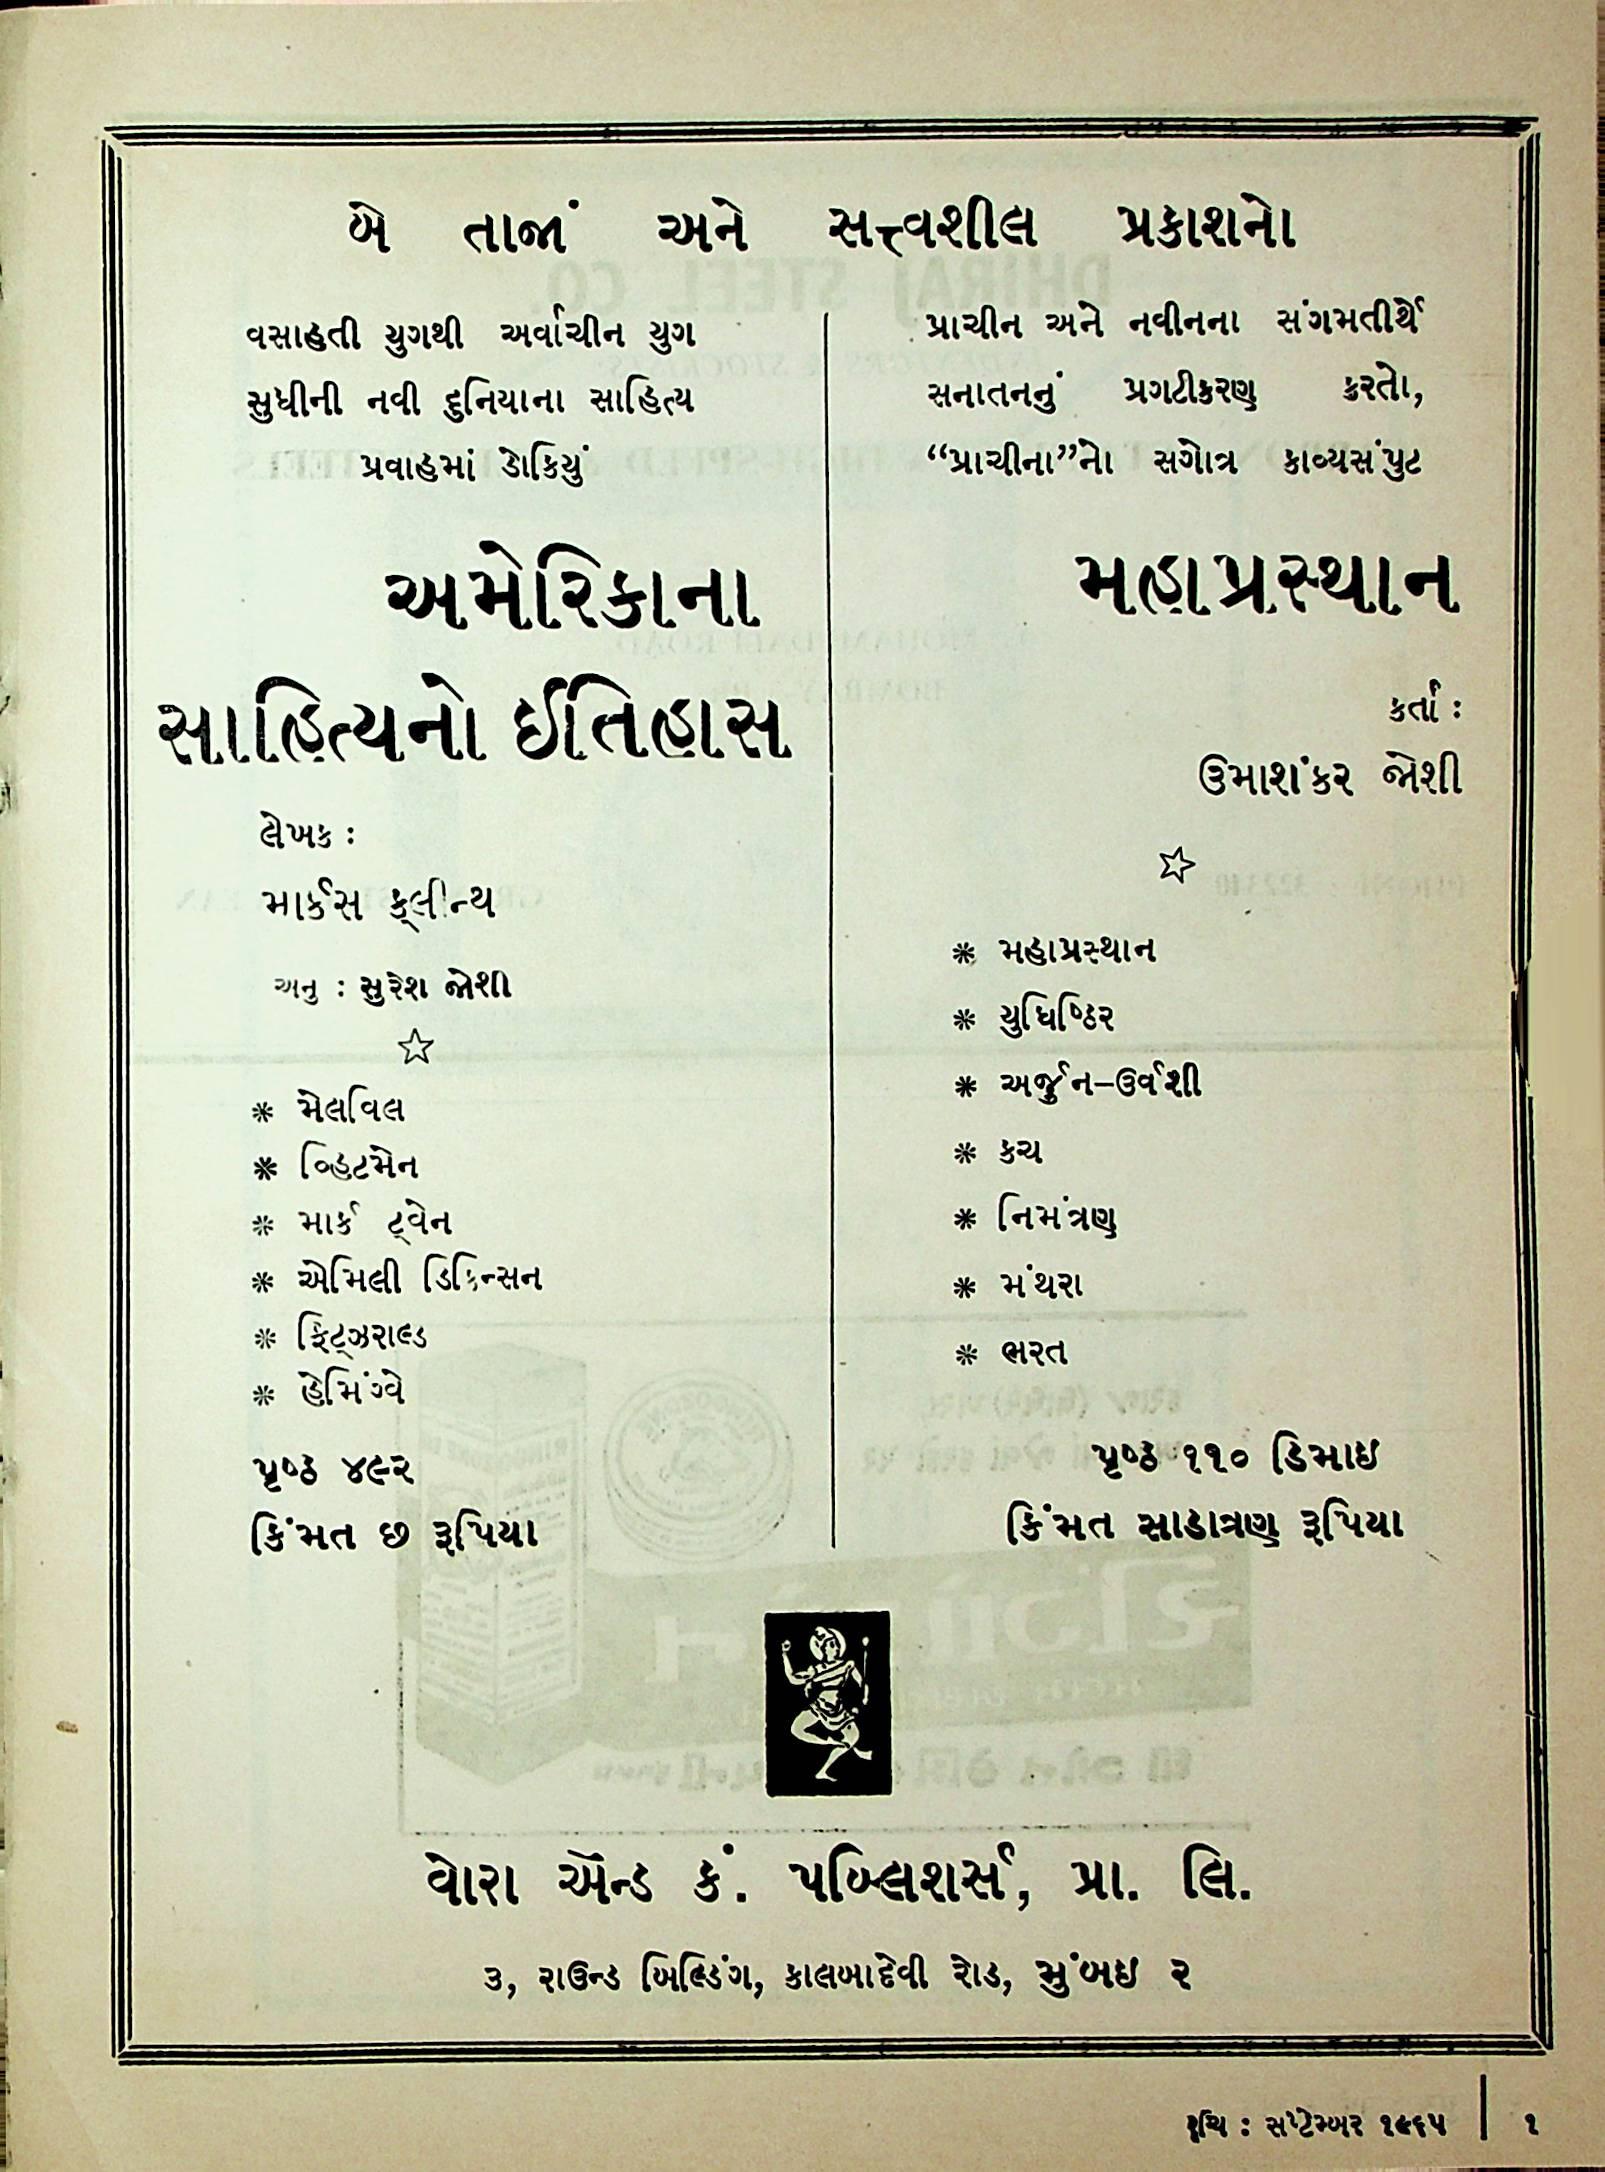 બે તાજાં અને સત્ત્વશીલ પ્રકાશનો
વસાહતી યુગથી અર્વાચીન યુગ
સુધીની નવી દુનિયાના સાહિત્ય
પ્રવાહમાં ડોકિયું
અમેરિકાના
સાહિત્યનો ઈતિહાસ
લેખક :
માર્કસ ક્લીન્થ
અનુ : સુરેશ જોશી
☆
* મેલવિલ
* વ્હિટમેન
* માર્ક ટ્વેન
* એમિલી ડિકિન્સન
* ફિટ્ઝરાલ્ડ
* હેમિંગ્વે
પૃષ્ઠ ૪૯૨
કિંમત છ રૂપિયા
પ્રાચીન અને નવીનના સંગમતીર્થે
સનાતનનું પ્રગટીકરણ કરતો,
“પ્રાચીના”નો સગોત્ર કાવ્યસંપુટ
મહાપ્રસ્થાન
કર્તા :
ઉમાશંકર જોશી
☆
* મહાપ્રસ્થાન
* યુધિષ્ઠિર
* અર્જુન–ઉર્વશી
* કચ
* નિમંત્રણ
* મંથરા
* ભરત
પૃષ્ઠ ૧૧૦ ડિમાઇ
કિંમત સાડાત્રણ રૂપિયા
વોરા ઍન્ડ કં. પબ્લિશર્સ, પ્રા. લિ.
૩, રાઉન્ડ બિલ્ડિંગ, કાલબાદેવી રોડ, મુંબઇ ૨
રૂચિ : સપ્ટેમ્બર ૧૯૬૫ | ૧